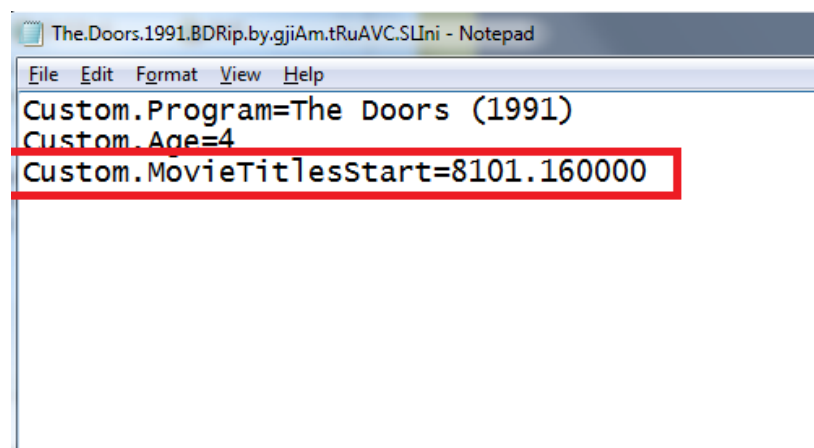 The.Doors.1991.BDRip.by.gjiAm.tRuAVC.SLIni - Notepad
File Edit Format View Help
Custom.Program=The Doors (1991)
Custom.Age=4
Custom.MovieTitlesStart=8101.160000